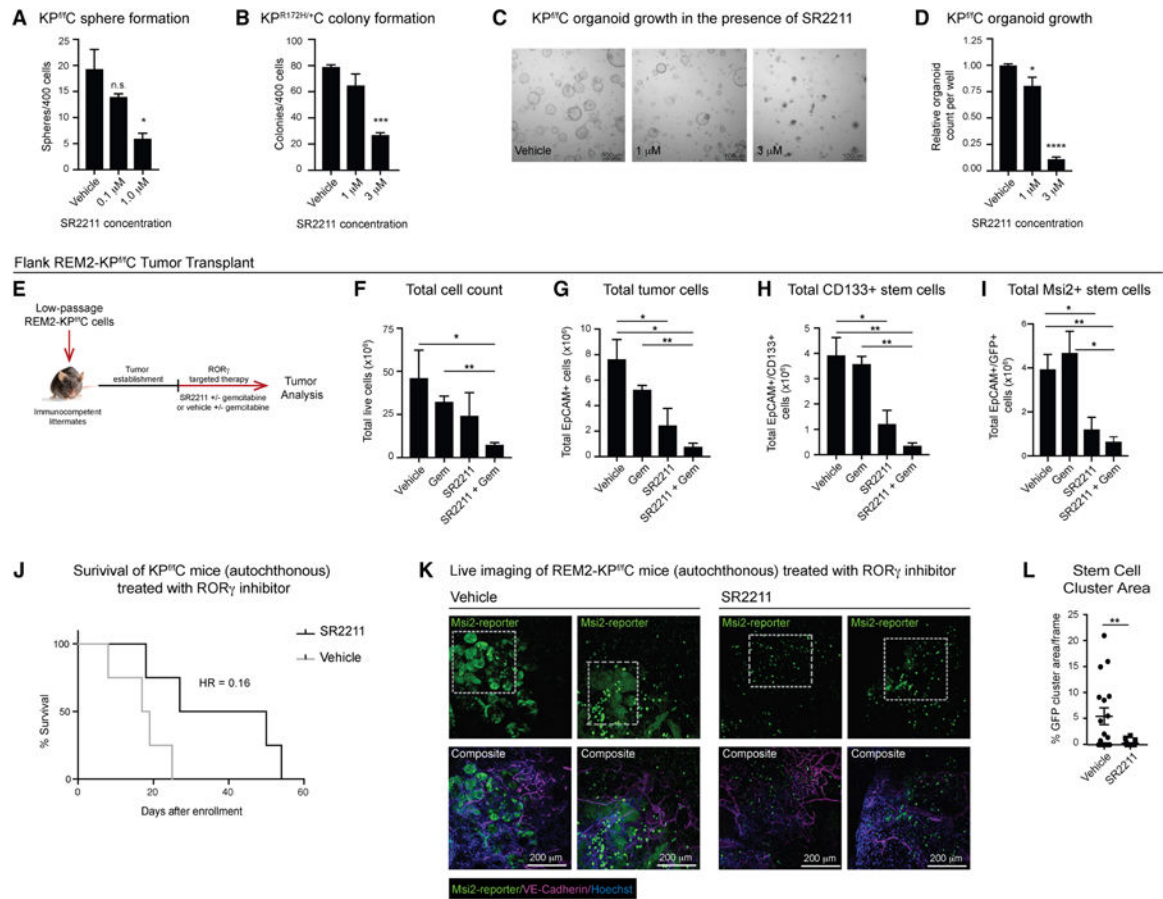 A
KPf/fC sphere formation
Spheres/400 cells
25
20
15
10
5
0
n.s.
*
Vehicle
0.1 µM
1.0 µM
SR2211 concentration
B
KPR172H/+C colony formation
Colonies/400 cells
100
80
60
40
20
0
***
Vehicle
1 µM
3 µM
SR2211 concentration
C
KPf/fC organoid growth in the presence of SR2211
Vehicle
1 µM
3 µM
D
KPf/fC organoid growth
Relative organoid
count per well
1.25
1.00
0.75
0.50
0.25
0.00
*
****
Vehicle
1 µM
3 µM
SR2211 concentration
Flank REM2-KPf/fC Tumor Transplant
E
Low-passage
REM2-KPf/fC cells
Immunocompetent
littermates
Tumor
establishment
RORγ
targeted therapy
SR2211 +/- gemcitabine
or vehicle +/- gemcitabine
Tumor
Analysis
F
Total cell count
Total live cells (x10⁶)
75
50
25
0
*
**
Vehicle
Gem
SR2211
SR2211 + Gem
G
Total tumor cells
Total EpCAM+ cells (x10⁶)
10
8
6
4
2
0
*
*
**
Vehicle
Gem
SR2211
SR2211 + Gem
H
Total CD133+ stem cells
Total EpCAM+/CD133+
cells (x10⁶)
5
4
3
2
1
0
*
**
**
Vehicle
Gem
SR2211
SR2211 + Gem
I
Total Msi2+ stem cells
Total EpCAM+/GFP+
cells (x10⁶)
6
4
2
0
*
**
*
Vehicle
Gem
SR2211
SR2211 + Gem
J
Surivival of KPf/fC mice (autochthonous)
treated with RORγ inhibitor
% Survival
100
50
0
HR = 0.16
SR2211
Vehicle
0
20
40
60
Days after enrollment
K
Live imaging of REM2-KPf/fC mice (autochthonous) treated with RORγ inhibitor
Vehicle
SR2211
Msi2-reporter
Msi2-reporter
Msi2-reporter
Msi2-reporter
Composite
Composite
Composite
Composite
200 µm
200 µm
200 µm
200 µm
Msi2-reporter/VE-Cadherin/Hoechst
L
Stem Cell
Cluster Area
% GFP cluster area/frame
25
20
15
10
5
0
**
Vehicle
SR2211